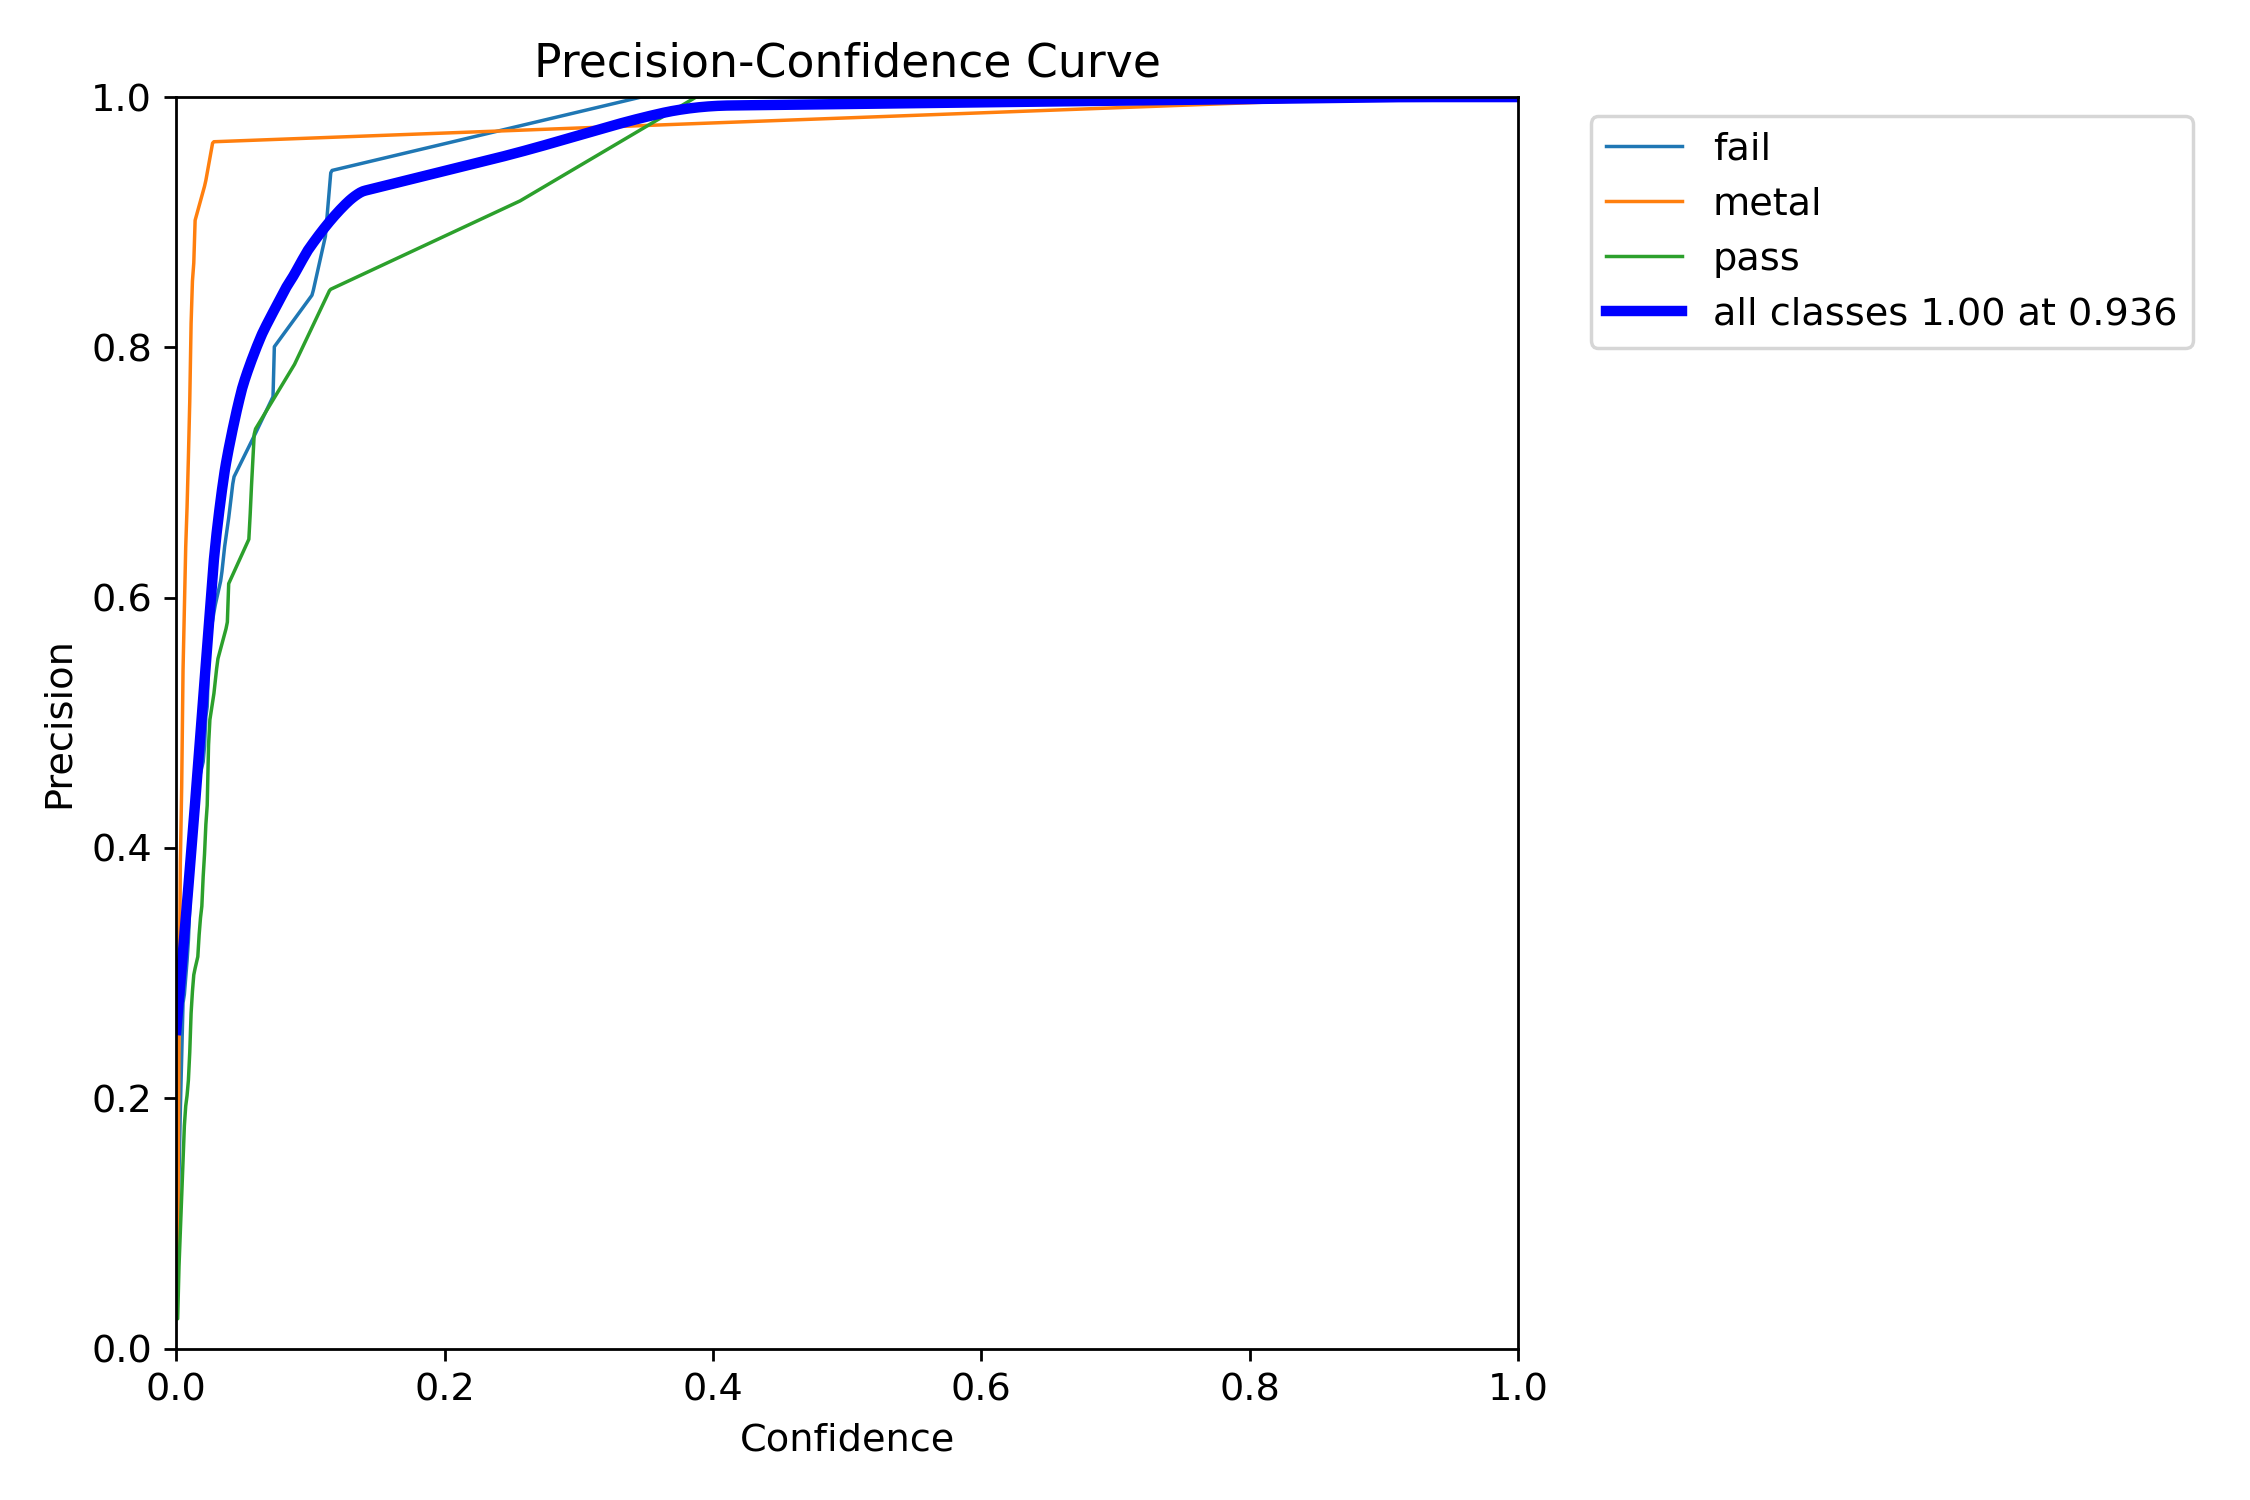 Precision-Confidence Curve
1.0
0.8
0.6
0.4
0.2
0.0
Precision
0.0 0.2 0.4 0.6 0.8 1.0
Confidence
fail
metal
pass
all classes 1.00 at 0.936